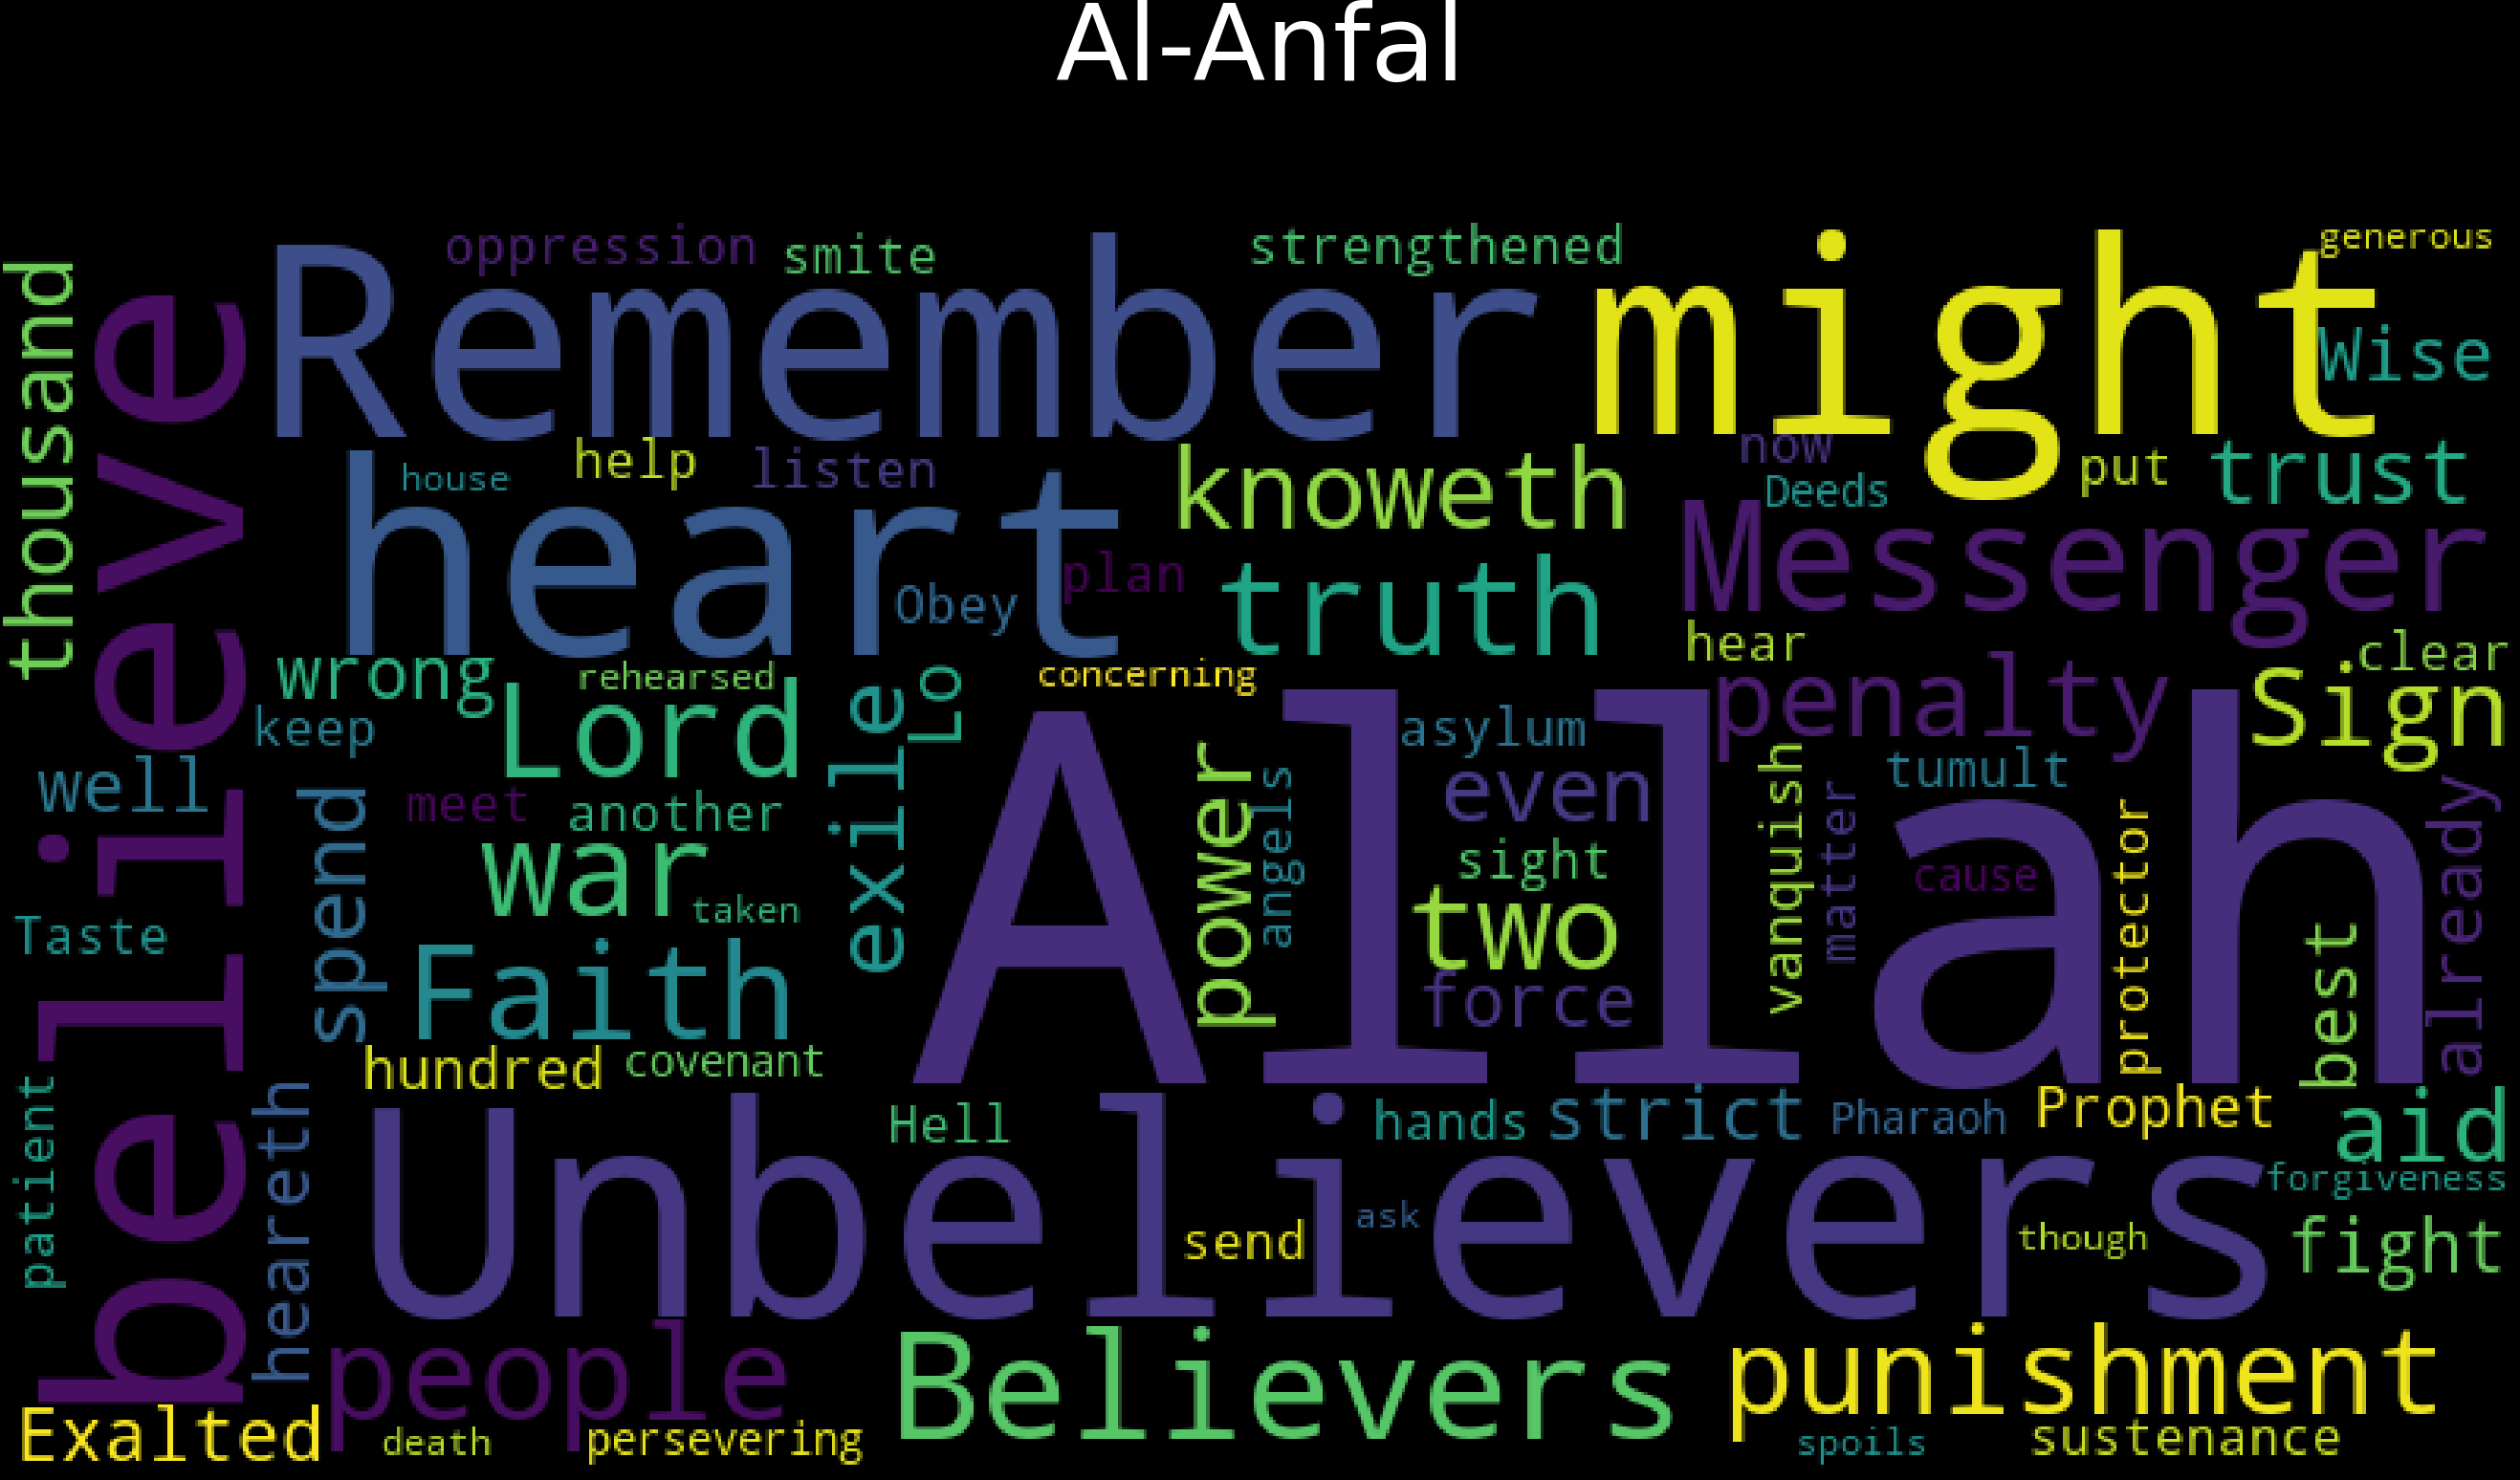 Al-Anfal
oppression
smite
strengthened
generous
thousand
believe
Remember
might
Wise
house
help
listen
knoweth
now
Deeds
put
trust
heart
Obey
plan
truth
Messenger
hear
clear
wrong
rehearsed
concerning
keep
Lord
exile
Lo
Allah
asylum
penalty
Sign
well
spend
meet
another
power
angels
even
vanquish
matter
tumult
already
war
taken
sight
two
cause
protector
Taste
Faith
force
best
hundred
covenant
patient
heareth
Hell
hands
strict
Pharaoh
Prophet
aid
Unbelievers
send
ask
though
forgiveness
fight
people
Believers
punishment
Exalted
death
persevering
spoils
sustenance